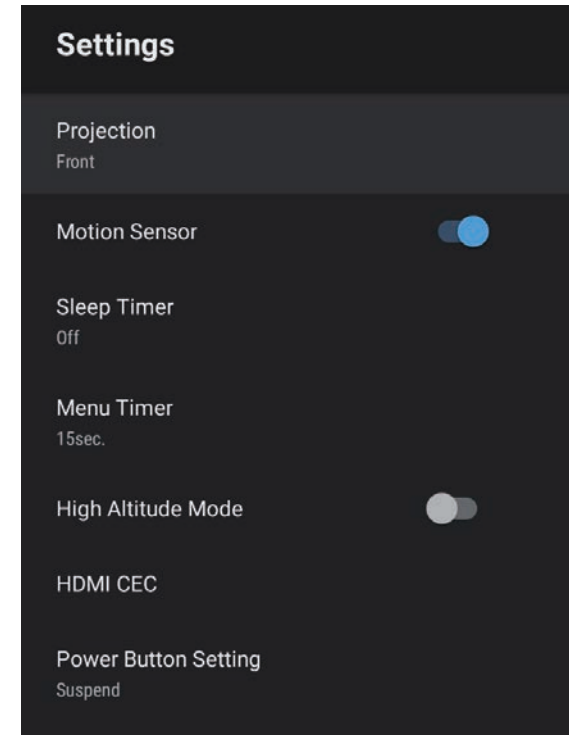 Settings
Projection
Front
Motion Sensor
Sleep Timer
Off
Menu Timer
15sec.
High Altitude Mode
HDMI CEC
Power Button Setting
Suspend